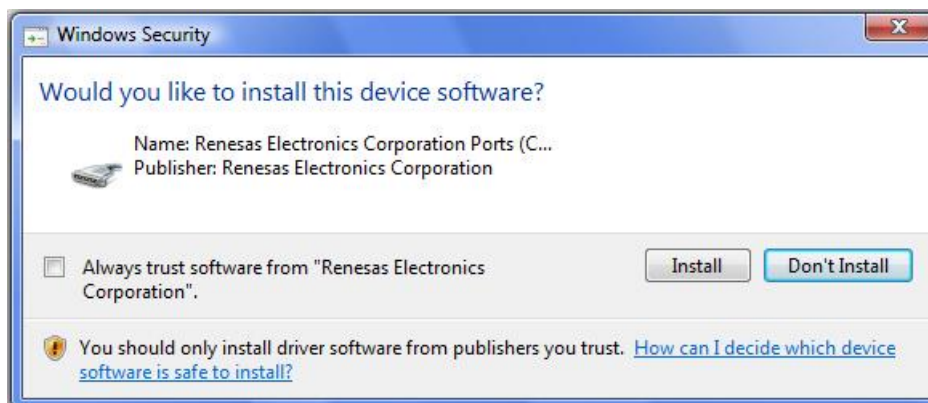 Windows Security
Would you like to install this device software?
Name: Renesas Electronics Corporation Ports (C...
Publisher: Renesas Electronics Corporation
Always trust software from "Renesas Electronics
Corporation".
Install
Don't Install
You should only install driver software from publishers you trust. How can I decide which device
software is safe to install?